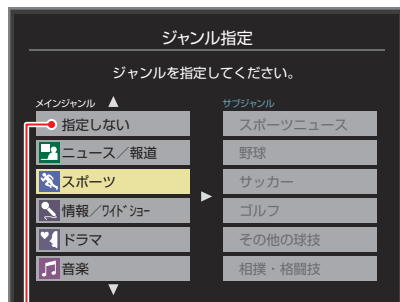 ジャンル指定
ジャンルを指定してください。
メインジャンル
サブジャンル
指定しない
スポーツニュース
ニュース／報道
野球
スポーツ
サッカー
情報／ワイドショー
ゴルフ
ドラマ
その他の球技
音楽
相撲・格闘技